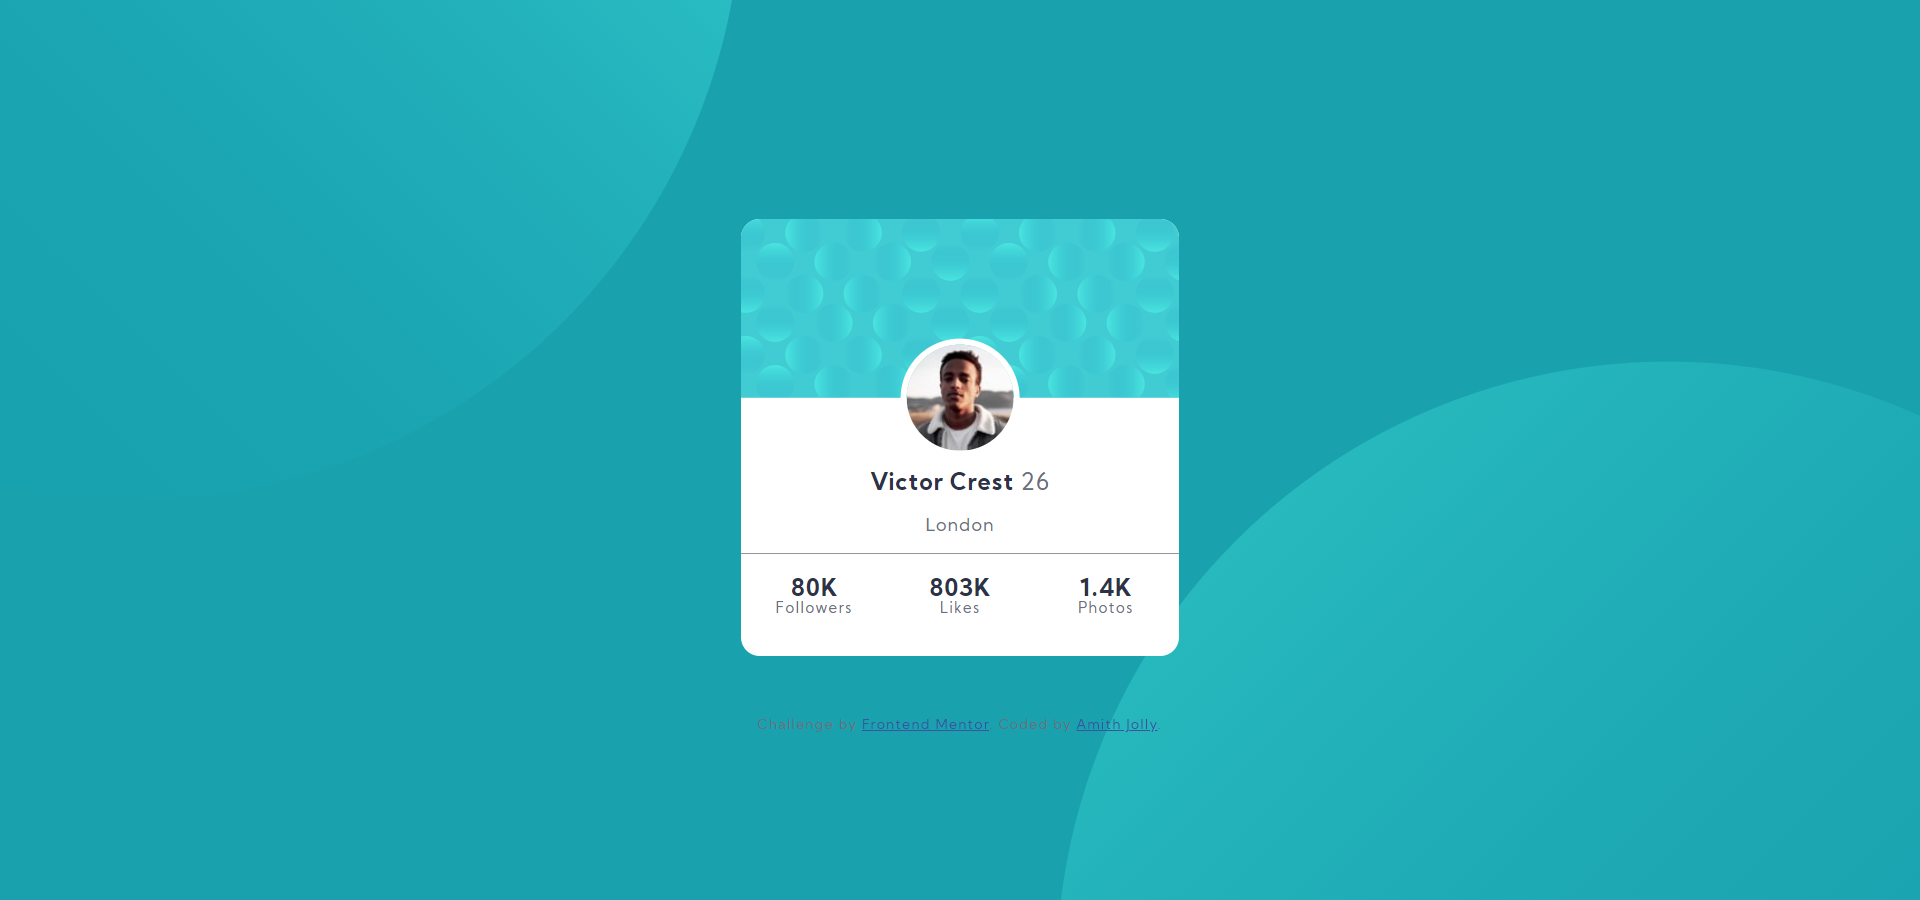 Victor Crest 26
London
80K 803K 1.4K
Followers Likes Photos
Challenge by Frontend Mentor. Coded by Amith Jolly.